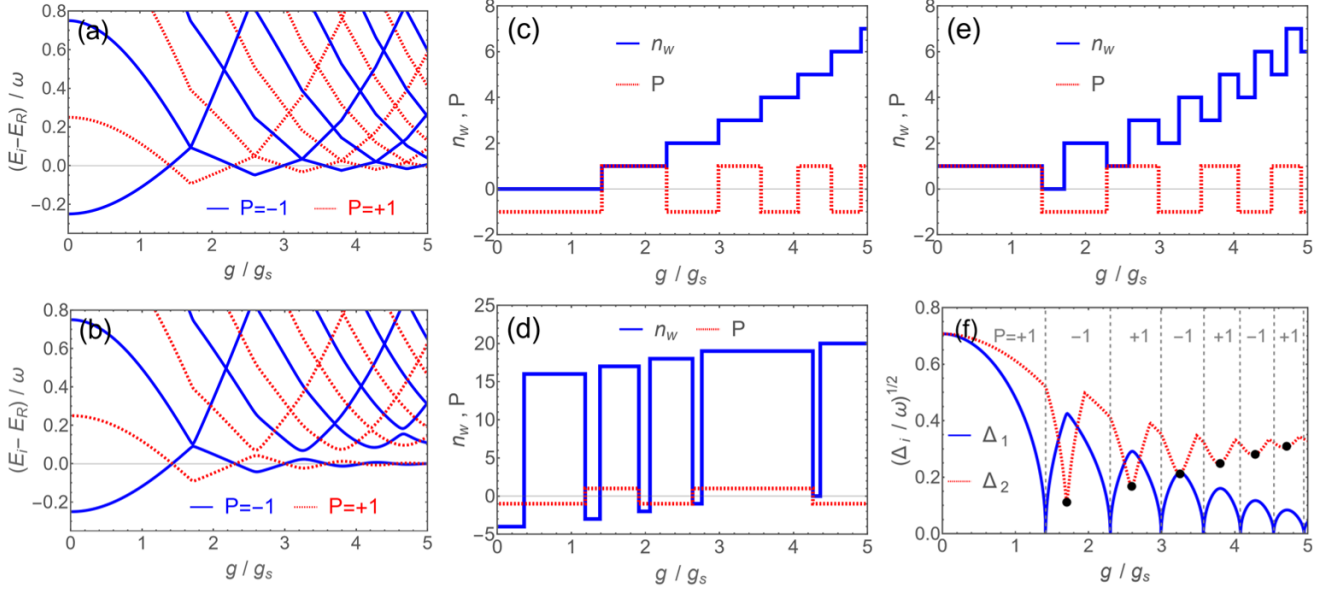 (a)
(E_i−E_R) / ω
0.8
0.6
0.4
0.2
0.0
−0.2
P=−1
P=+1
0 1 2 3 4 5
g / g_s
(c)
n_w , P
8
6
4
2
0
−2
n_w
P
0 1 2 3 4 5
g / g_s
(e)
n_w , P
8
6
4
2
0
−2
n_w
P
0 1 2 3 4 5
g / g_s
(b)
(E_i− E_R) / ω
0.8
0.6
0.4
0.2
0.0
−0.2
P=−1
P=+1
0 1 2 3 4 5
g / g_s
(d)
n_w , P
25
20
15
10
5
0
−5
n_w
P
0 1 2 3 4 5
g / g_s
(f)
(Δ_i / ω)^{1/2}
0.8
0.6
0.4
0.2
0.0
P=+1 −1 +1 −1 +1 −1 +1
Δ_1
Δ_2
0 1 2 3 4 5
g / g_s